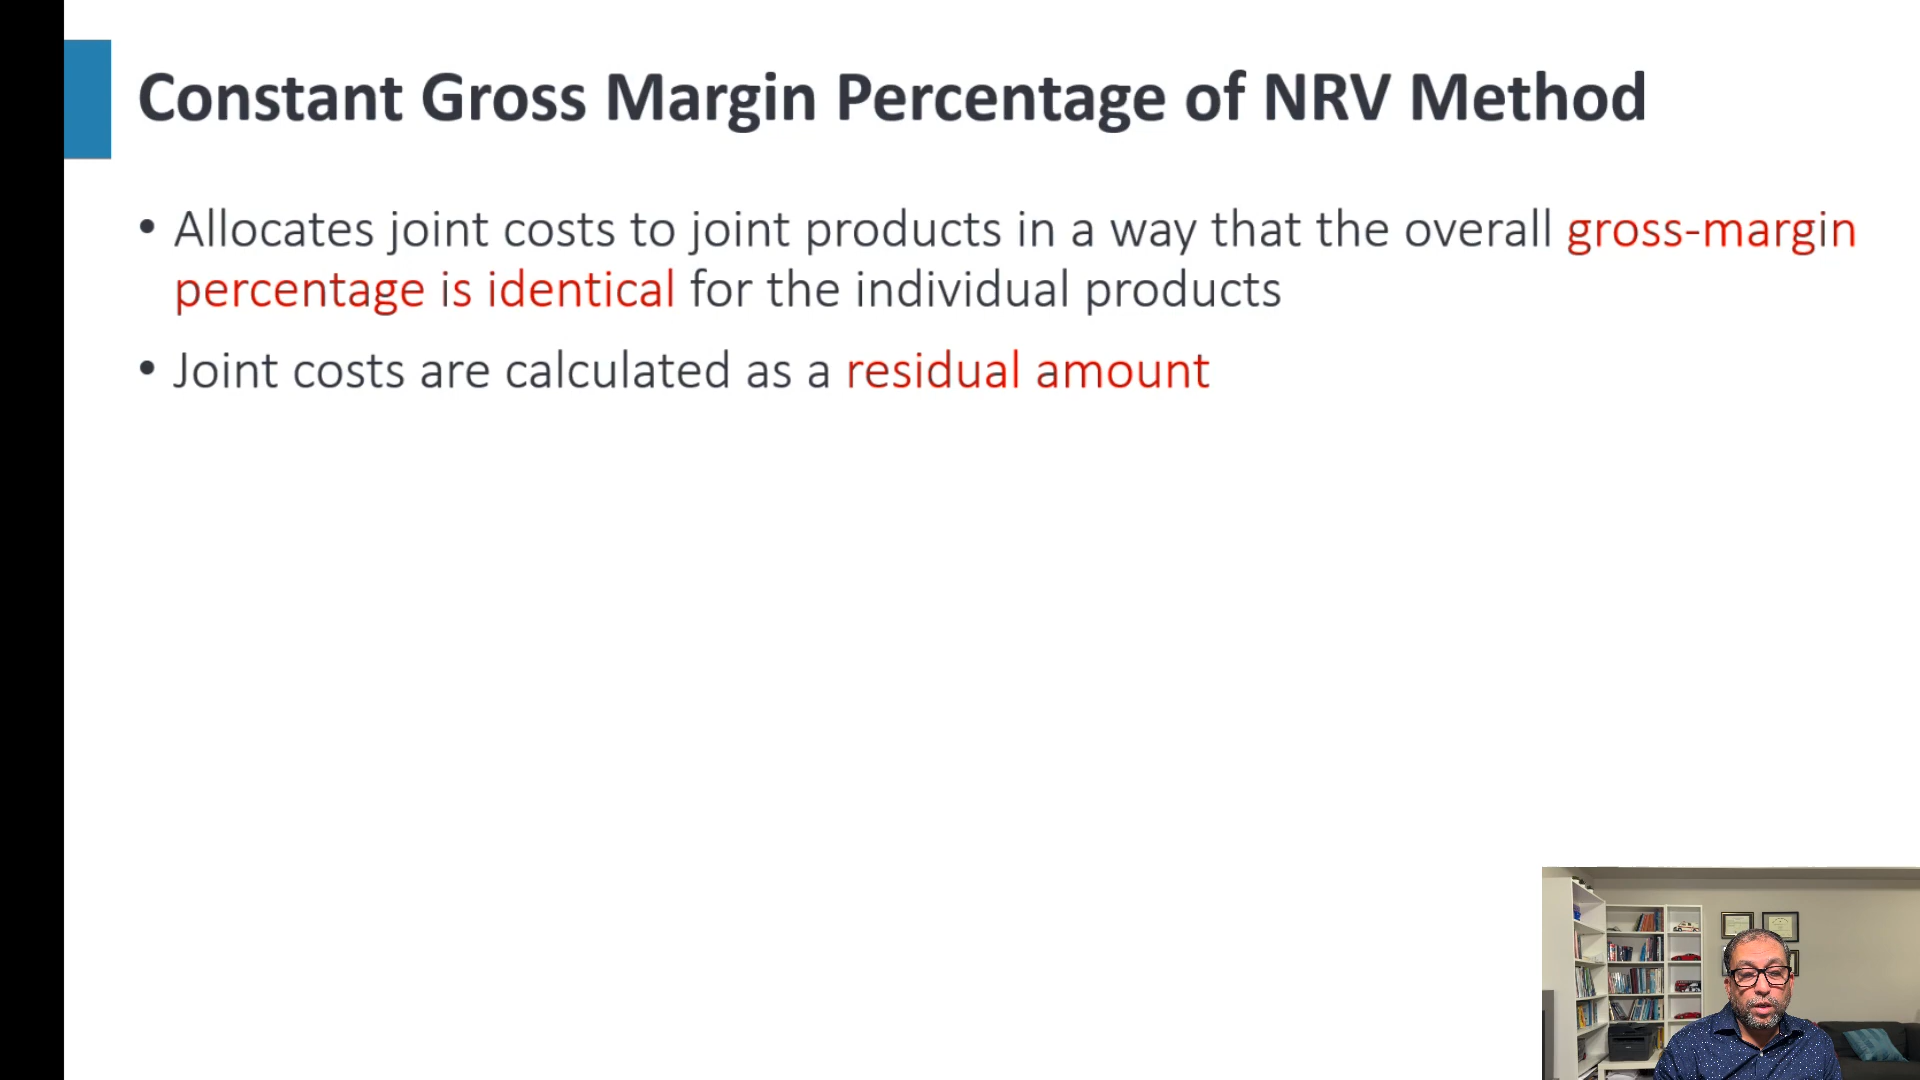 Constant Gross Margin Percentage of NRV Method
• Allocates joint costs to joint products in a way that the overall gross-margin
percentage is identical for the individual products
• Joint costs are calculated as a residual amount